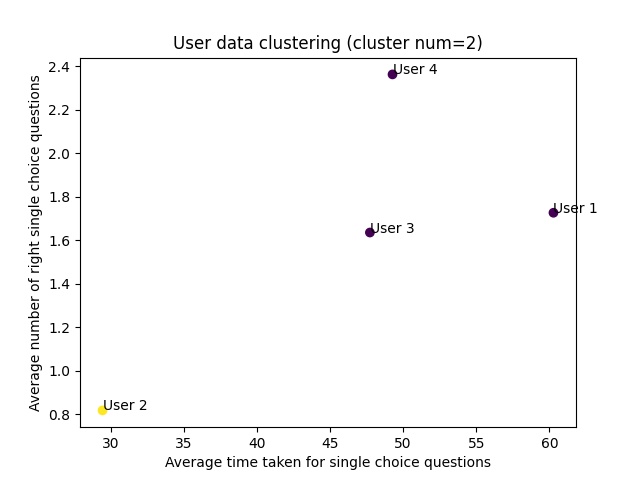 User data clustering (cluster num=2)
Average number of right single choice questions
2.4
2.2
2.0
1.8
1.6
1.4
1.2
1.0
0.8
User 4
User 1
User 3
User 2
30
35
40
45
50
55
60
Average time taken for single choice questions